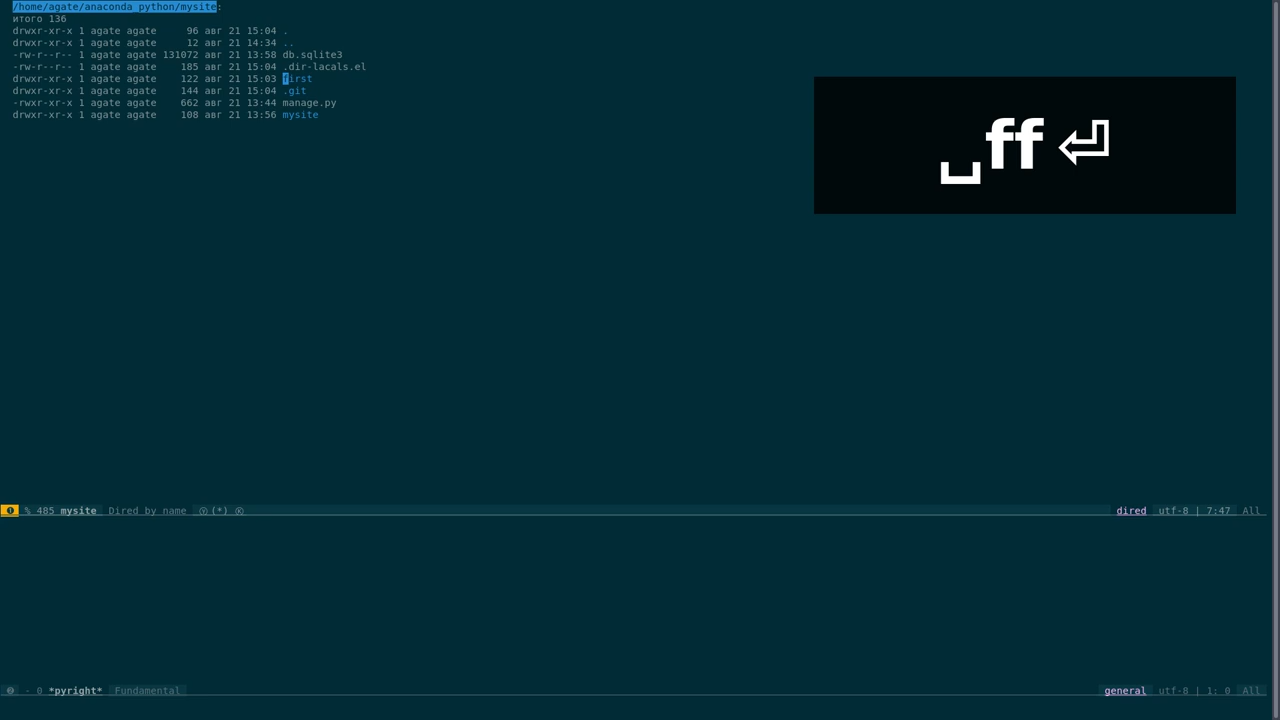 /home/agate/anaconda_python/mysite:
итого 136
drwxr-xr-x 1 agate agate     96 авг 21 15:04 .
drwxr-xr-x 1 agate agate     12 авг 21 14:34 ..
-rw-r--r-- 1 agate agate 131072 авг 21 13:58 db.sqlite3
-rw-r--r-- 1 agate agate    185 авг 21 15:04 .dir-lacals.el
drwxr-xr-x 1 agate agate    122 авг 21 15:03 first
drwxr-xr-x 1 agate agate    144 авг 21 15:04 .git
-rwxr-xr-x 1 agate agate    662 авг 21 13:44 manage.py
drwxr-xr-x 1 agate agate    108 авг 21 13:56 mysite
␣ff ⏎
❶ % 485 mysite Dired by name ⓨ(*) Ⓚ dired utf-8 | 7:47 All
❷ - 0 *pyright* Fundamental general utf-8 | 1: 0 All